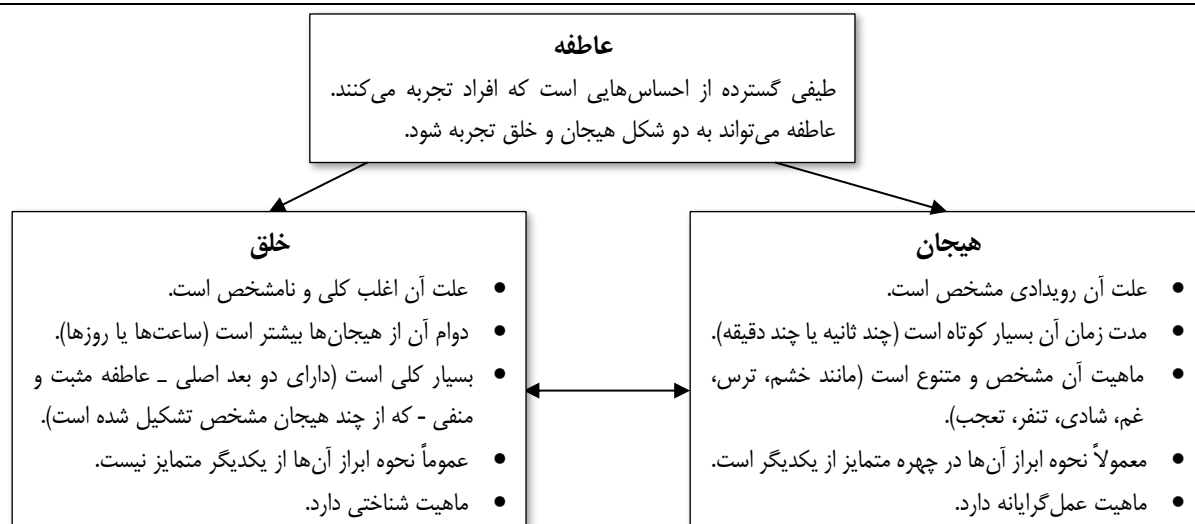 عاطفه
طیفی گسترده از احساس‌هایی است که افراد تجربه می‌کنند.
عاطفه می‌تواند به دو شکل هیجان و خلق تجربه شود.
هیجان
• علت آن رویدادی مشخص است.
• مدت زمان آن بسیار کوتاه است (چند ثانیه یا چند دقیقه).
• ماهیت آن مشخص و متنوع است (مانند خشم، ترس،
غم، شادی، تنفر، تعجب).
• معمولاً نحوه ابراز آن‌ها در چهره متمایز از یکدیگر است.
• ماهیت عمل‌گرایانه دارد.
خلق
• علت آن اغلب کلی و نامشخص است.
• دوام آن از هیجان‌ها بیشتر است (ساعت‌ها یا روزها).
• بسیار کلی است (دارای دو بعد اصلی ـ عاطفه مثبت و
منفی - که از چند هیجان مشخص تشکیل شده است).
• عموماً نحوه ابراز آن‌ها از یکدیگر متمایز نیست.
• ماهیت شناختی دارد.